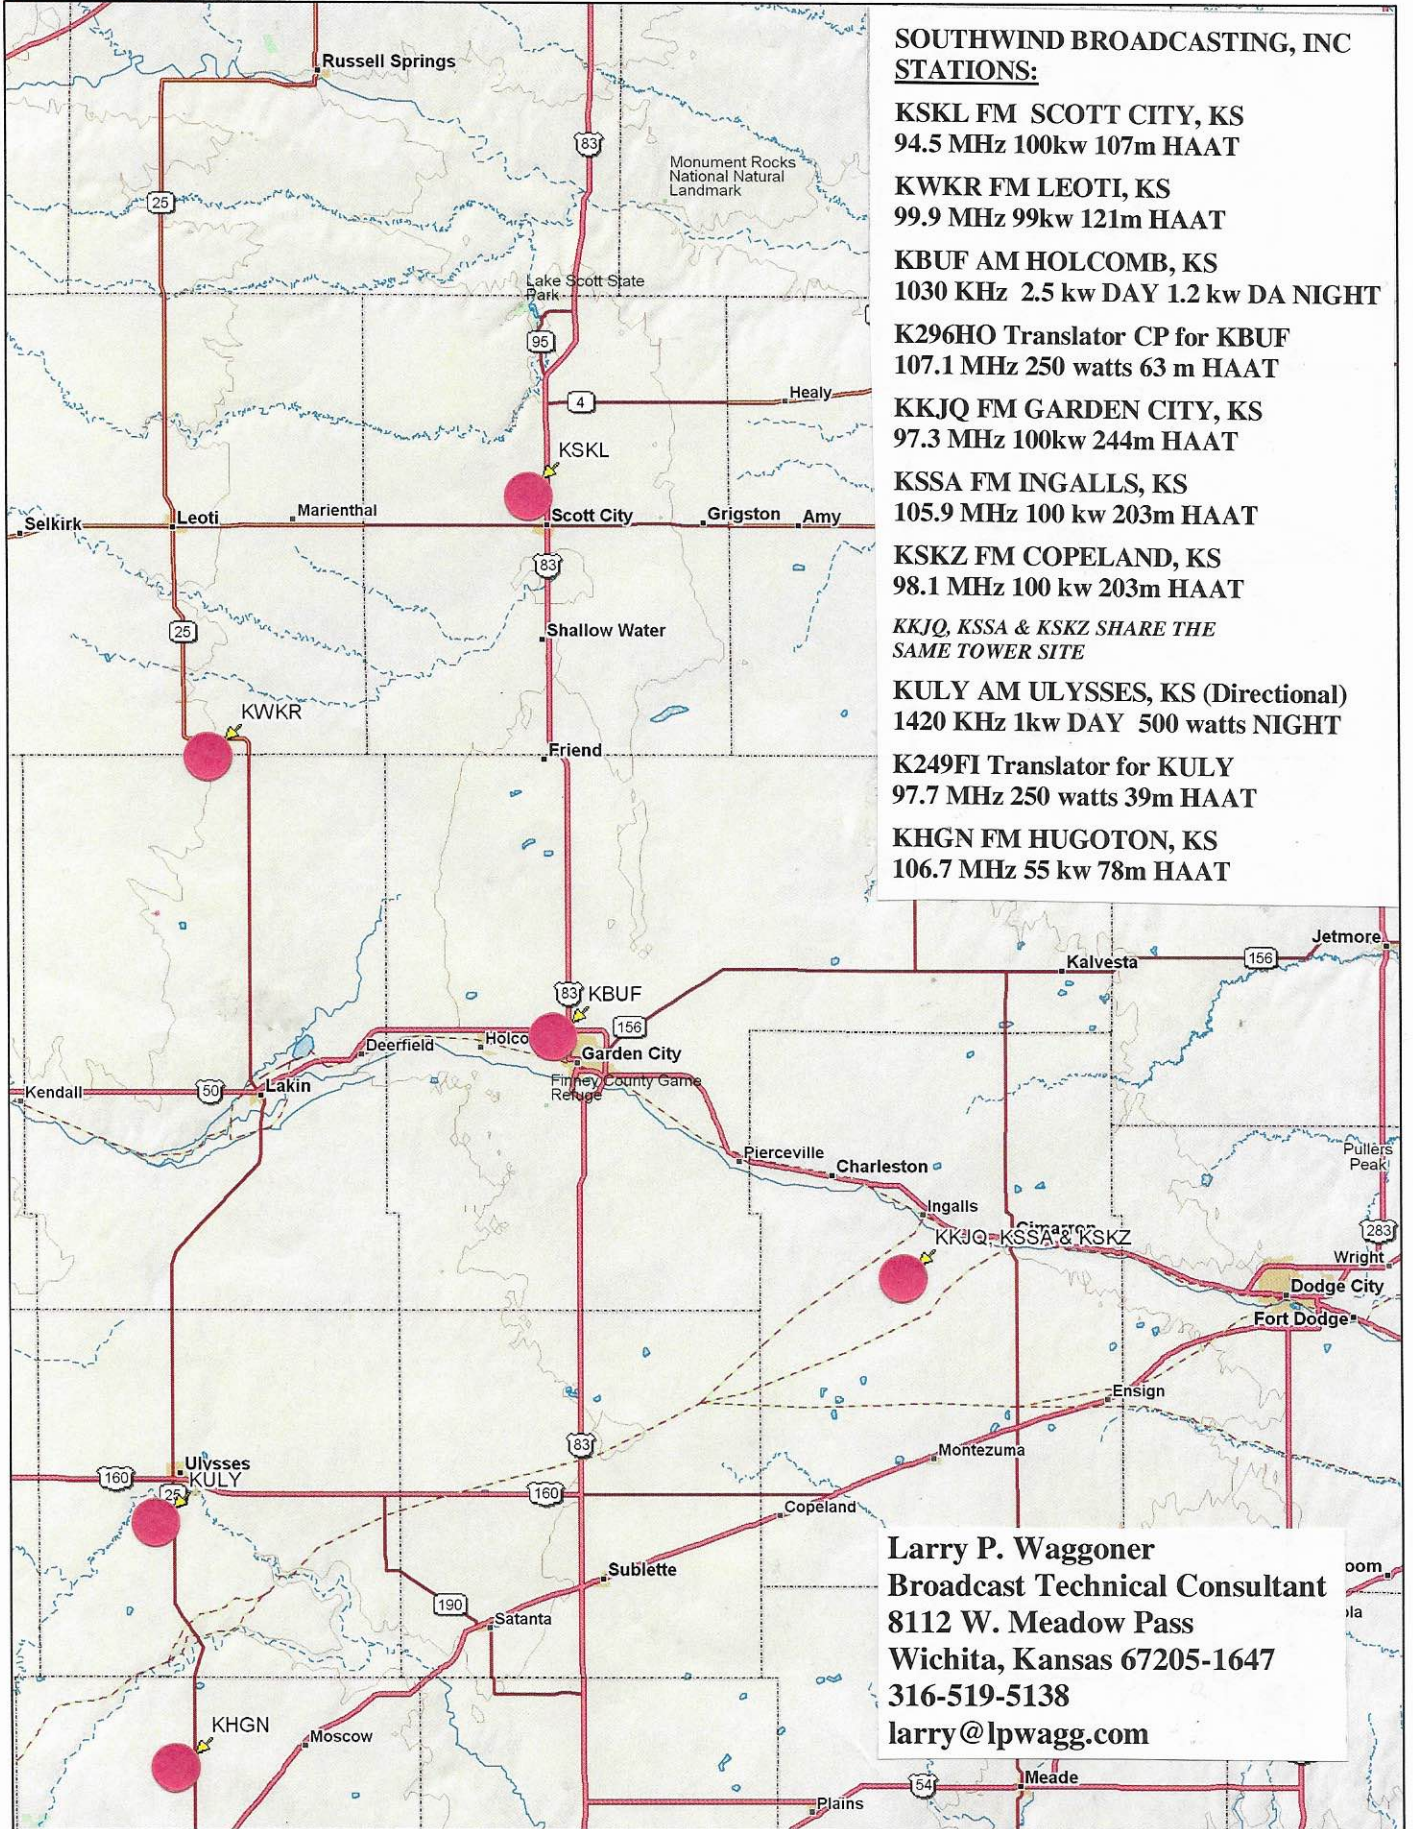 Russell Springs
83
Monument Rocks
National Natural
Landmark
25
Lake Scott State
Park
95
4
Healy
KSKL
Selkirk
Leoti
Marienthal
Scott City
Grigston
Amy
83
25
Shallow Water
KWKR
Friend
SOUTHWIND BROADCASTING, INC
STATIONS:
KSKL FM SCOTT CITY, KS
94.5 MHz 100kw 107m HAAT
KWKR FM LEOTI, KS
99.9 MHz 99kw 121m HAAT
KBUF AM HOLCOMB, KS
1030 KHz 2.5 kw DAY 1.2 kw DA NIGHT
K296HO Translator CP for KBUF
107.1 MHz 250 watts 63 m HAAT
KKJQ FM GARDEN CITY, KS
97.3 MHz 100kw 244m HAAT
KSSA FM INGALLS, KS
105.9 MHz 100 kw 203m HAAT
KSKZ FM COPELAND, KS
98.1 MHz 100 kw 203m HAAT
KKJQ, KSSA & KSKZ SHARE THE
SAME TOWER SITE
KULY AM ULYSSES, KS (Directional)
1420 KHz 1kw DAY 500 watts NIGHT
K249FI Translator for KULY
97.7 MHz 250 watts 39m HAAT
KHGN FM HUGOTON, KS
106.7 MHz 55 kw 78m HAAT
Jetmore
Kalvesta
156
83
KBUF
156
Deerfield
Holco
Garden City
Finney County Game
Refuge
Kendall
50
Lakin
Pierceville
Charleston
Pullers
Peak
Ingalls
Cimarron
KKJQ, KSSA & KSKZ
283
Wright
Dodge City
Fort Dodge
Ensign
83
Montezuma
Ulysses
160
KULY
25
160
Copeland
Sublette
190
Satanta
oom
ola
Larry P. Waggoner
Broadcast Technical Consultant
8112 W. Meadow Pass
Wichita, Kansas 67205-1647
316-519-5138
larry@lpwagg.com
KHGN
Moscow
54
Meade
Plains